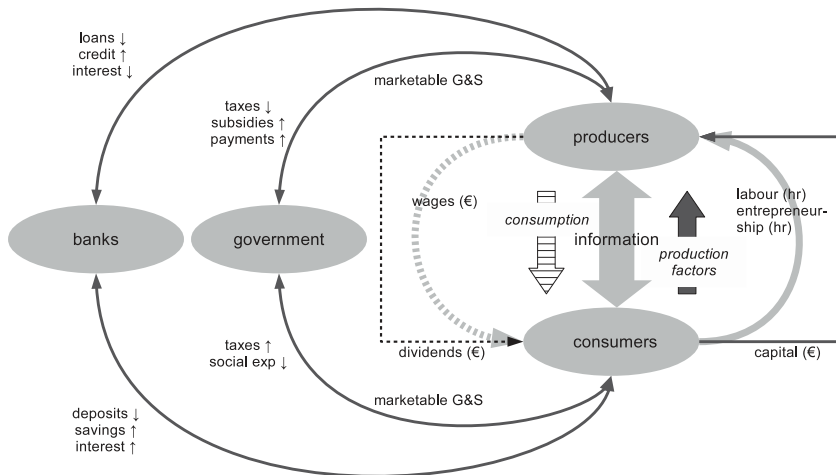 loans ↓
credit ↑
interest ↓
marketable G&S
taxes ↓
subsidies ↑
payments ↑
producers
wages (€)
consumption
labour (hr)
entrepreneur-
ship (hr)
banks
government
information
production
factors
taxes ↑
social exp ↓
dividends (€)
consumers
capital (€)
marketable G&S
deposits ↓
savings ↑
interest ↑